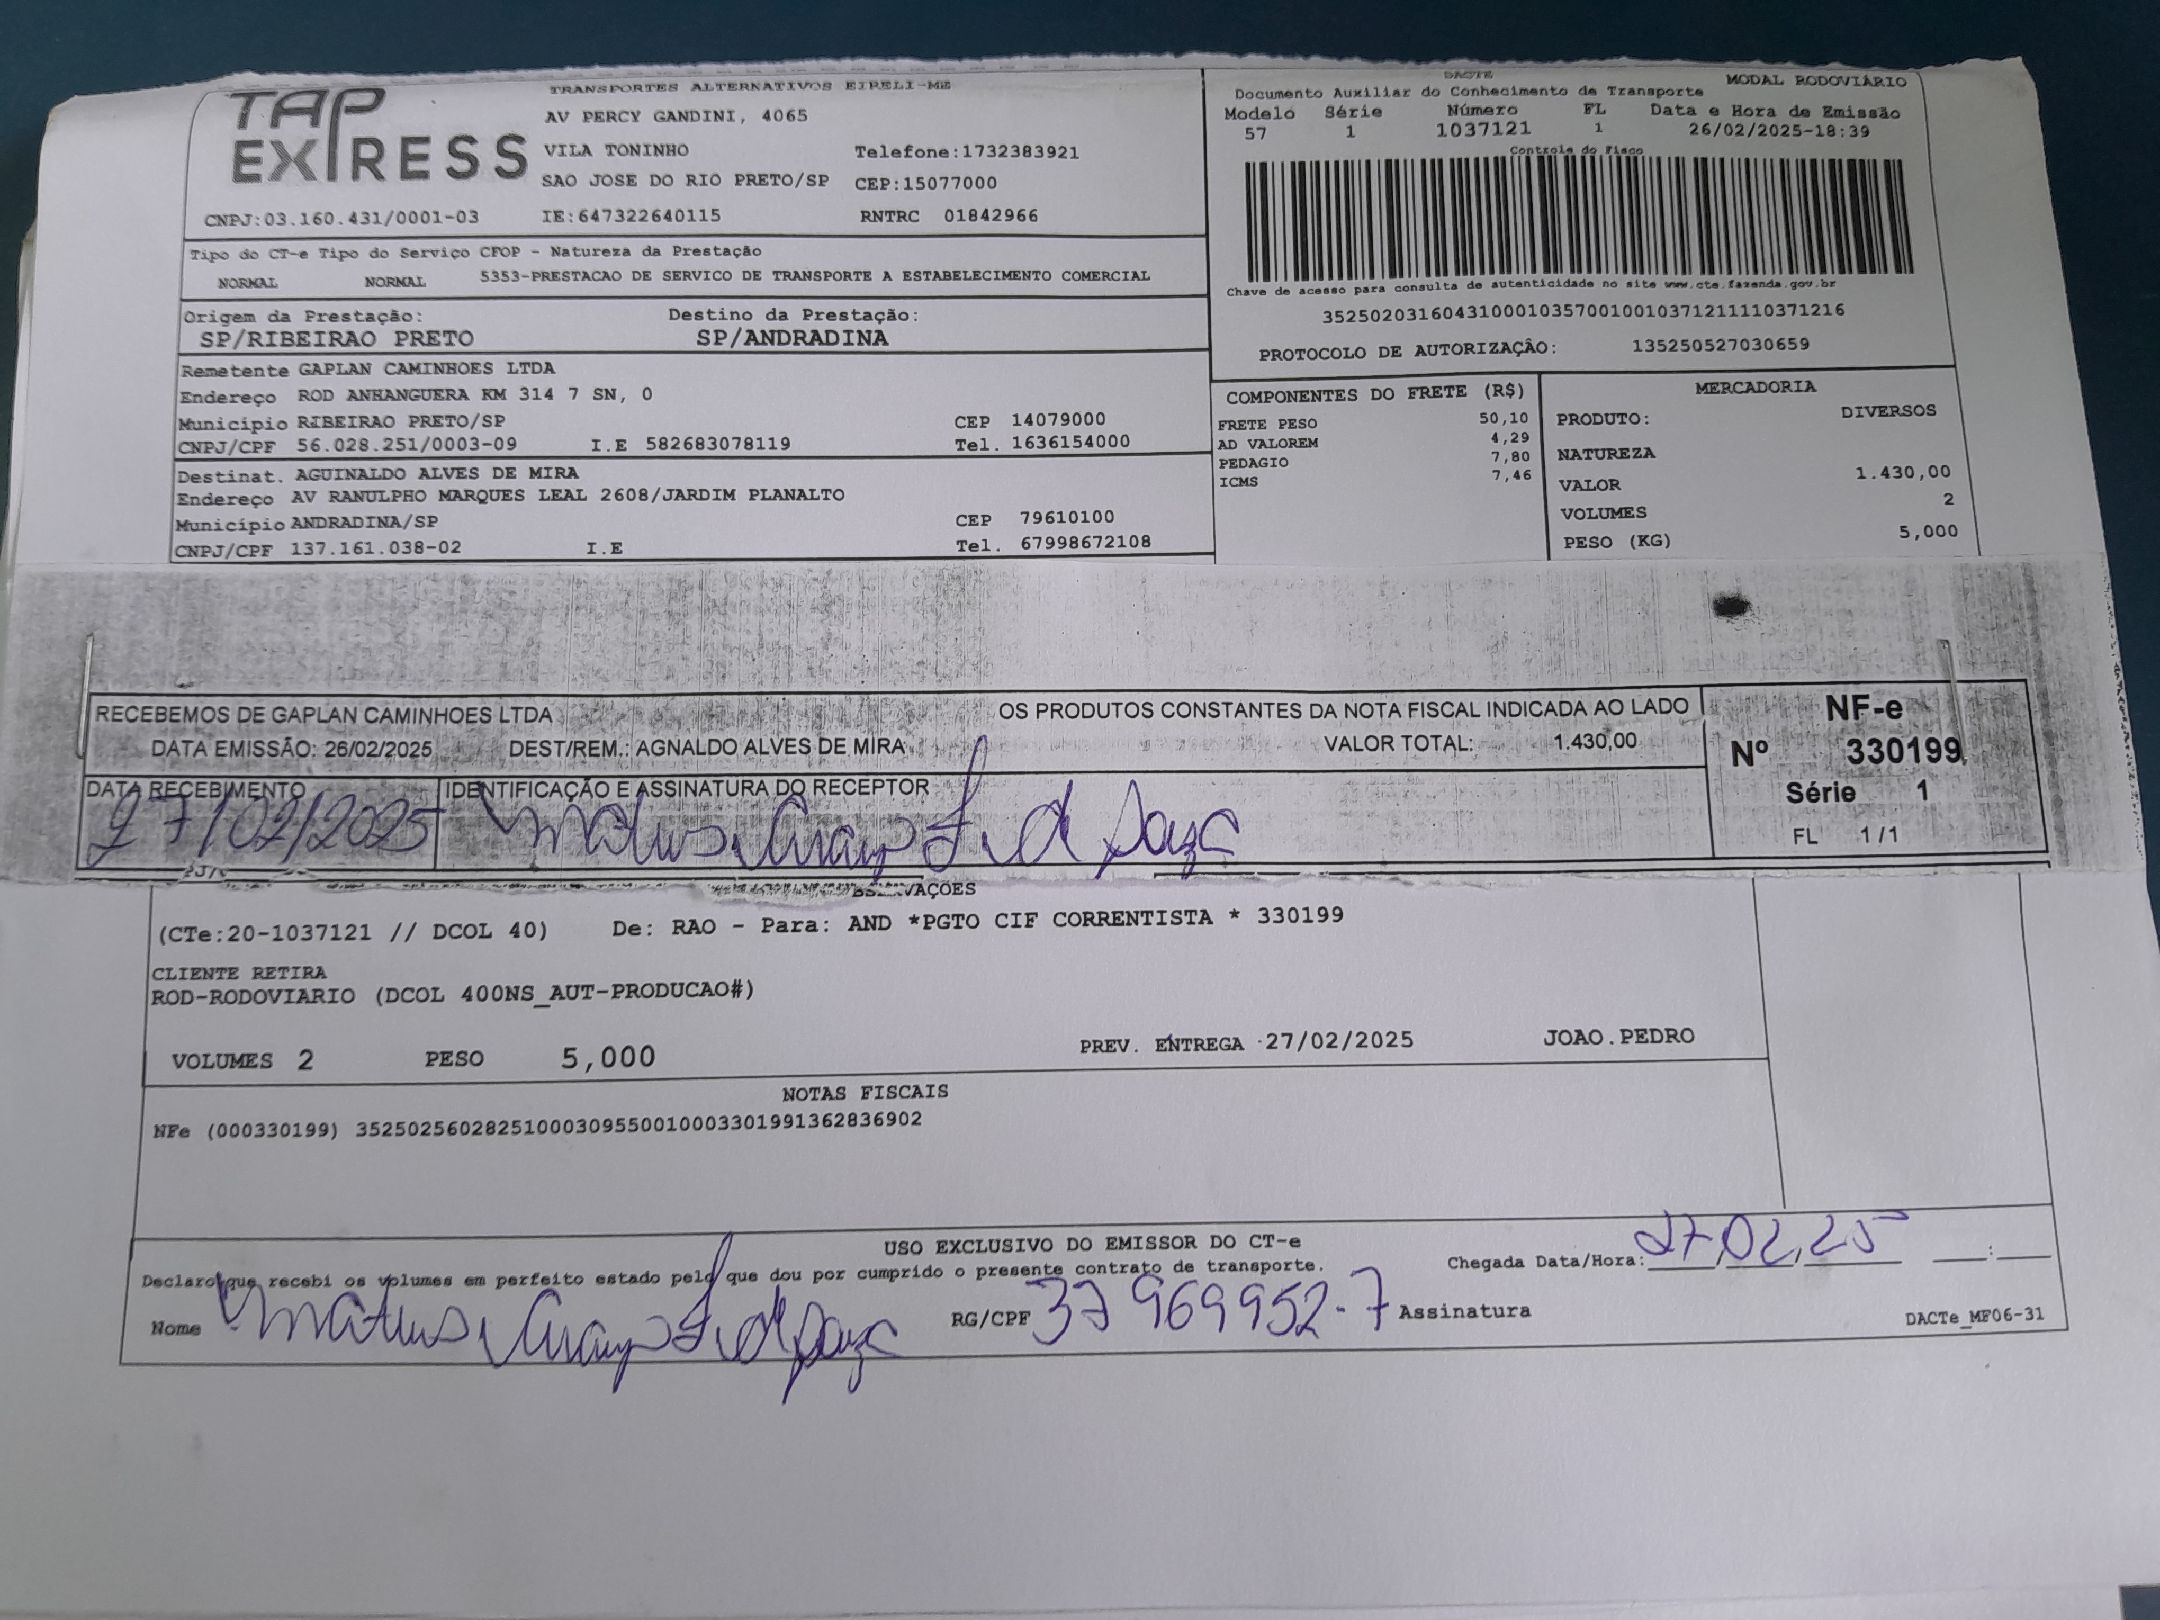 TAP EXPRESS
TRANSPORTES ALTERNATIVOS EIRELI-ME
AV PERCY GANDINI, 4065
VILA TONINHO Telefone:1732383921
SAO JOSE DO RIO PRETO/SP CEP:15077000
CNPJ:03.160.431/0001-03 IE:647322640115 RNTRC 01842966
DACTE MODAL RODOVIÁRIO
Documento Auxiliar do Conhecimento de Transporte
Modelo Série Número FL Data e Hora de Emissão
57 1 1037121 1 26/02/2025-18:39
Controle do Fisco
Chave de acesso para consulta de autenticidade no site www.cte.fazenda.gov.br
35250203160431000103570010010371211110371216
PROTOCOLO DE AUTORIZAÇÃO: 135250527030659
Tipo do CT-e Tipo do Serviço CFOP - Natureza da Prestação
NORMAL NORMAL 5353-PRESTACAO DE SERVICO DE TRANSPORTE A ESTABELECIMENTO COMERCIAL
Origem da Prestação: Destino da Prestação:
SP/RIBEIRAO PRETO SP/ANDRADINA
Remetente GAPLAN CAMINHOES LTDA
Endereço ROD ANHANGUERA KM 314 7 SN, 0
Município RIBEIRAO PRETO/SP CEP 14079000
CNPJ/CPF 56.028.251/0003-09 I.E 582683078119 Tel. 1636154000
Destinat. AGUINALDO ALVES DE MIRA
Endereço AV RANULPHO MARQUES LEAL 2608/JARDIM PLANALTO
Município ANDRADINA/SP CEP 79610100
CNPJ/CPF 137.161.038-02 I.E Tel. 67998672108
COMPONENTES DO FRETE (R$)
FRETE PESO 50,10
AD VALOREM 4,29
PEDAGIO 7,80
ICMS 7,46
MERCADORIA
PRODUTO: DIVERSOS
NATUREZA
VALOR 1.430,00
VOLUMES 2
PESO (KG) 5,000
RECEBEMOS DE GAPLAN CAMINHOES LTDA OS PRODUTOS CONSTANTES DA NOTA FISCAL INDICADA AO LADO
DATA EMISSÃO: 26/02/2025 DEST/REM.: AGNALDO ALVES DE MIRA VALOR TOTAL: 1.430,00
DATA RECEBIMENTO IDENTIFICAÇÃO E ASSINATURA DO RECEPTOR
27/02/2025 de Souza
NF-e
Nº 330199
Série 1
FL 1/1
(CTe:20-1037121 // DCOL 40) De: RAO - Para: AND *PGTO CIF CORRENTISTA * 330199
CLIENTE RETIRA
ROD-RODOVIARIO (DCOL 400NS_AUT-PRODUCAO#)
VOLUMES 2 PESO 5,000 PREV. ENTREGA 27/02/2025 JOAO.PEDRO
NOTAS FISCAIS
NFe (000330199) 35250256028251000309550010003301991362836902
USO EXCLUSIVO DO EMISSOR DO CT-e
Declaro que recebi os volumes em perfeito estado pelo que dou por cumprido o presente contrato de transporte. Chegada Data/Hora: 27/02/25 :
Nome de Souza RG/CPF 37 969952-7 Assinatura DACTe_MF06-31